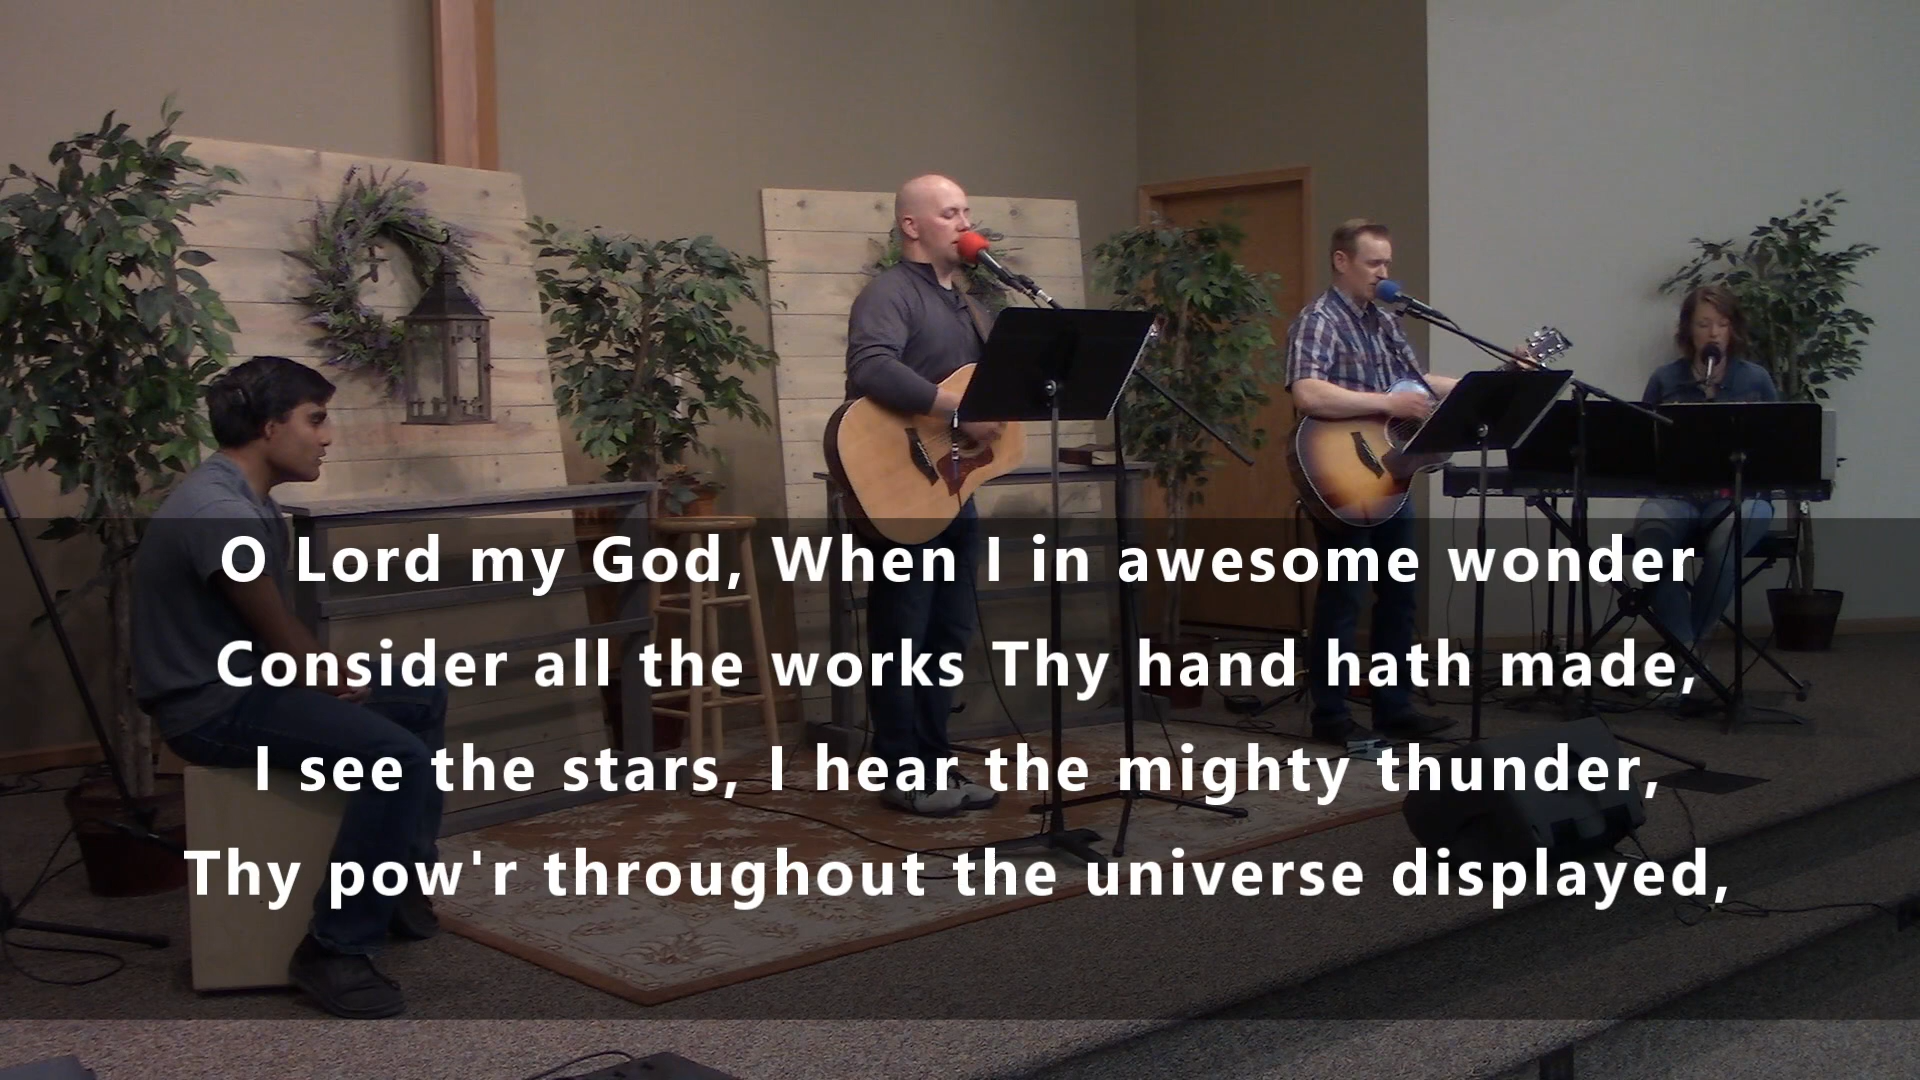 O Lord my God, When I in awesome wonder
Consider all the works Thy hand hath made,
I see the stars, I hear the mighty thunder,
Thy pow'r throughout the universe displayed,